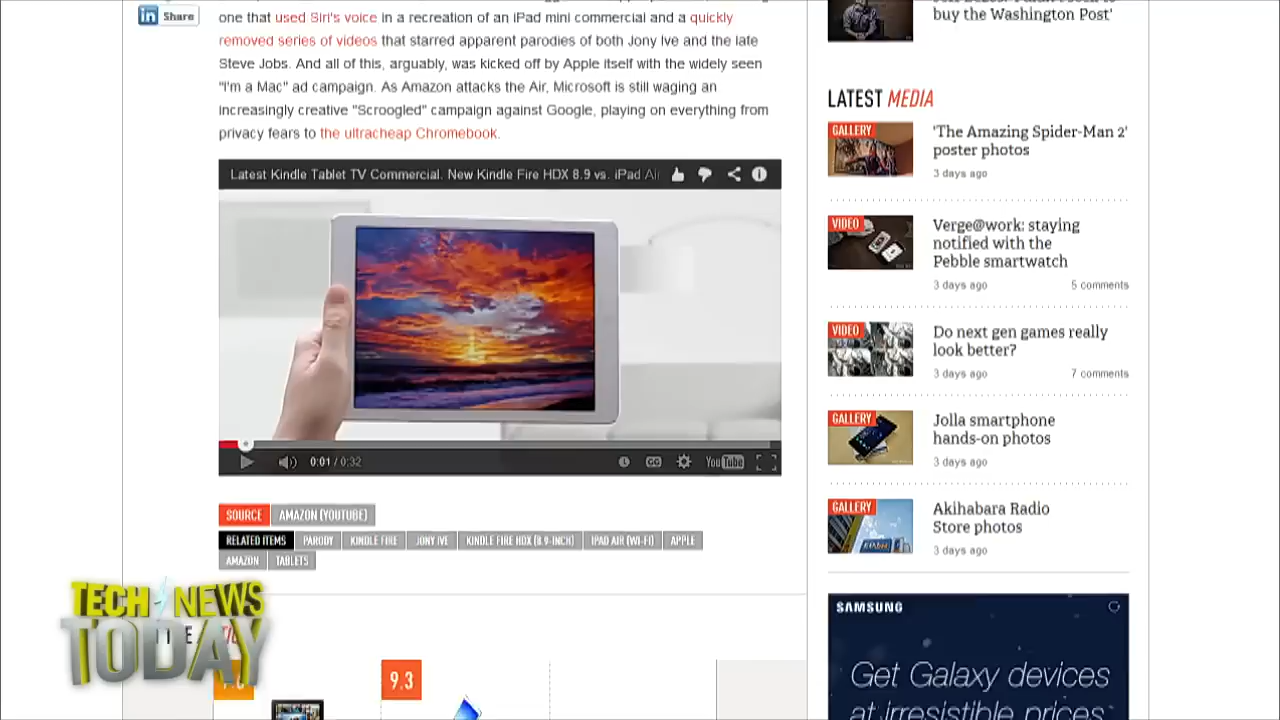 in Share
one that used Siri's voice in a recreation of an iPad mini commercial and a quickly
removed series of videos that starred apparent parodies of both Jony Ive and the late
Steve Jobs. And all of this, arguably, was kicked off by Apple itself with the widely seen
"I'm a Mac" ad campaign. As Amazon attacks the Air, Microsoft is still waging an
increasingly creative "Scroogled" campaign against Google, playing on everything from
privacy fears to the ultracheap Chromebook.
Latest Kindle Tablet TV Commercial. New Kindle Fire HDX 8.9 vs. iPad Air
0:01 / 0:32
CC
YouTube
SOURCE AMAZON (YOUTUBE)
RELATED ITEMS PARODY KINDLE FIRE JONY IVE KINDLE FIRE HDX (8.9-INCH) IPAD AIR (WI-FI) APPLE
AMAZON TABLETS
TECH NEWS
TODAY
9.3
buy the Washington Post'
LATEST MEDIA
GALLERY
'The Amazing Spider-Man 2'
poster photos
3 days ago
VIDEO
Verge@work: staying
notified with the
Pebble smartwatch
3 days ago 5 comments
VIDEO
Do next gen games really
look better?
3 days ago 7 comments
GALLERY
Jolla smartphone
hands-on photos
3 days ago
GALLERY
Akihabara Radio
Store photos
3 days ago
SAMSUNG
Get Galaxy devices
at irresistible prices